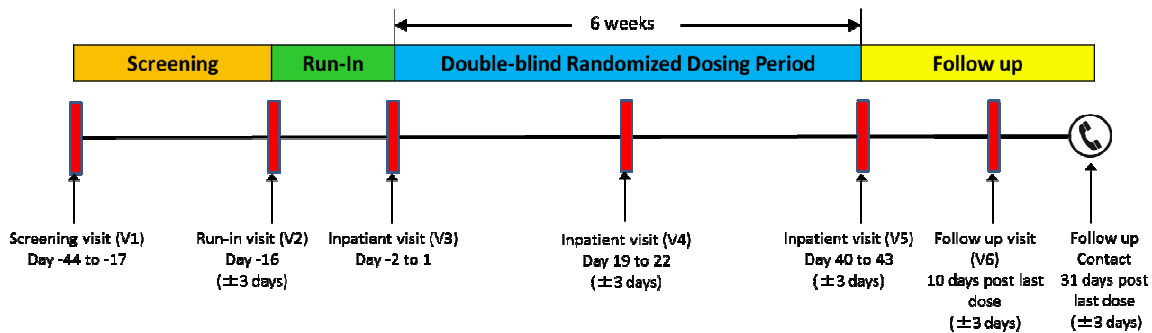 6 weeks
Screening
Run-In
Double-blind Randomized Dosing Period
Follow up
Screening visit (V1)
Day -44 to -17
Run-in visit (V2)
Day -16
(±3 days)
Inpatient visit (V3)
Day -2 to 1
Inpatient visit (V4)
Day 19 to 22
(±3 days)
Inpatient visit (V5)
Day 40 to 43
(±3 days)
Follow up visit
(V6)
10 days post last
dose
(±3 days)
Follow up
Contact
31 days post
last dose
(±3 days)